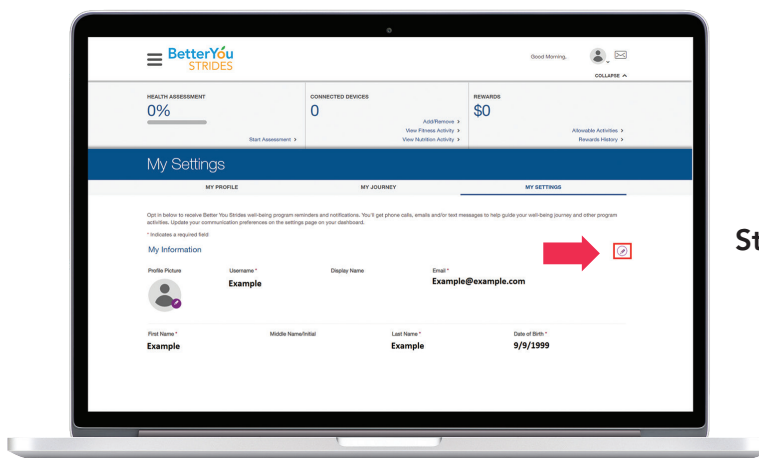 BetterYou
STRIDES
Good Morning,
COLLAPSE
HEALTH ASSESSMENT
0%
Start Assessment >
CONNECTED DEVICES
0
Add/Remove >
View Fitness Activity >
View Nutrition Activity >
REWARDS
$0
Allowable Activities >
Rewards History >
My Settings
MY PROFILE MY JOURNEY MY SETTINGS
Opt in below to receive Better You Strides well-being program reminders and notifications. You'll get phone calls, emails and/or text messages to help guide your well-being journey and other program
activities. Update your communication preferences on the settings page on your dashboard.
* Indicates a required field
My Information
Profile Picture Username * Display Name Email *
Example Example@example.com
First Name * Middle Name/Initial Last Name * Date of Birth *
Example Example 9/9/1999
St